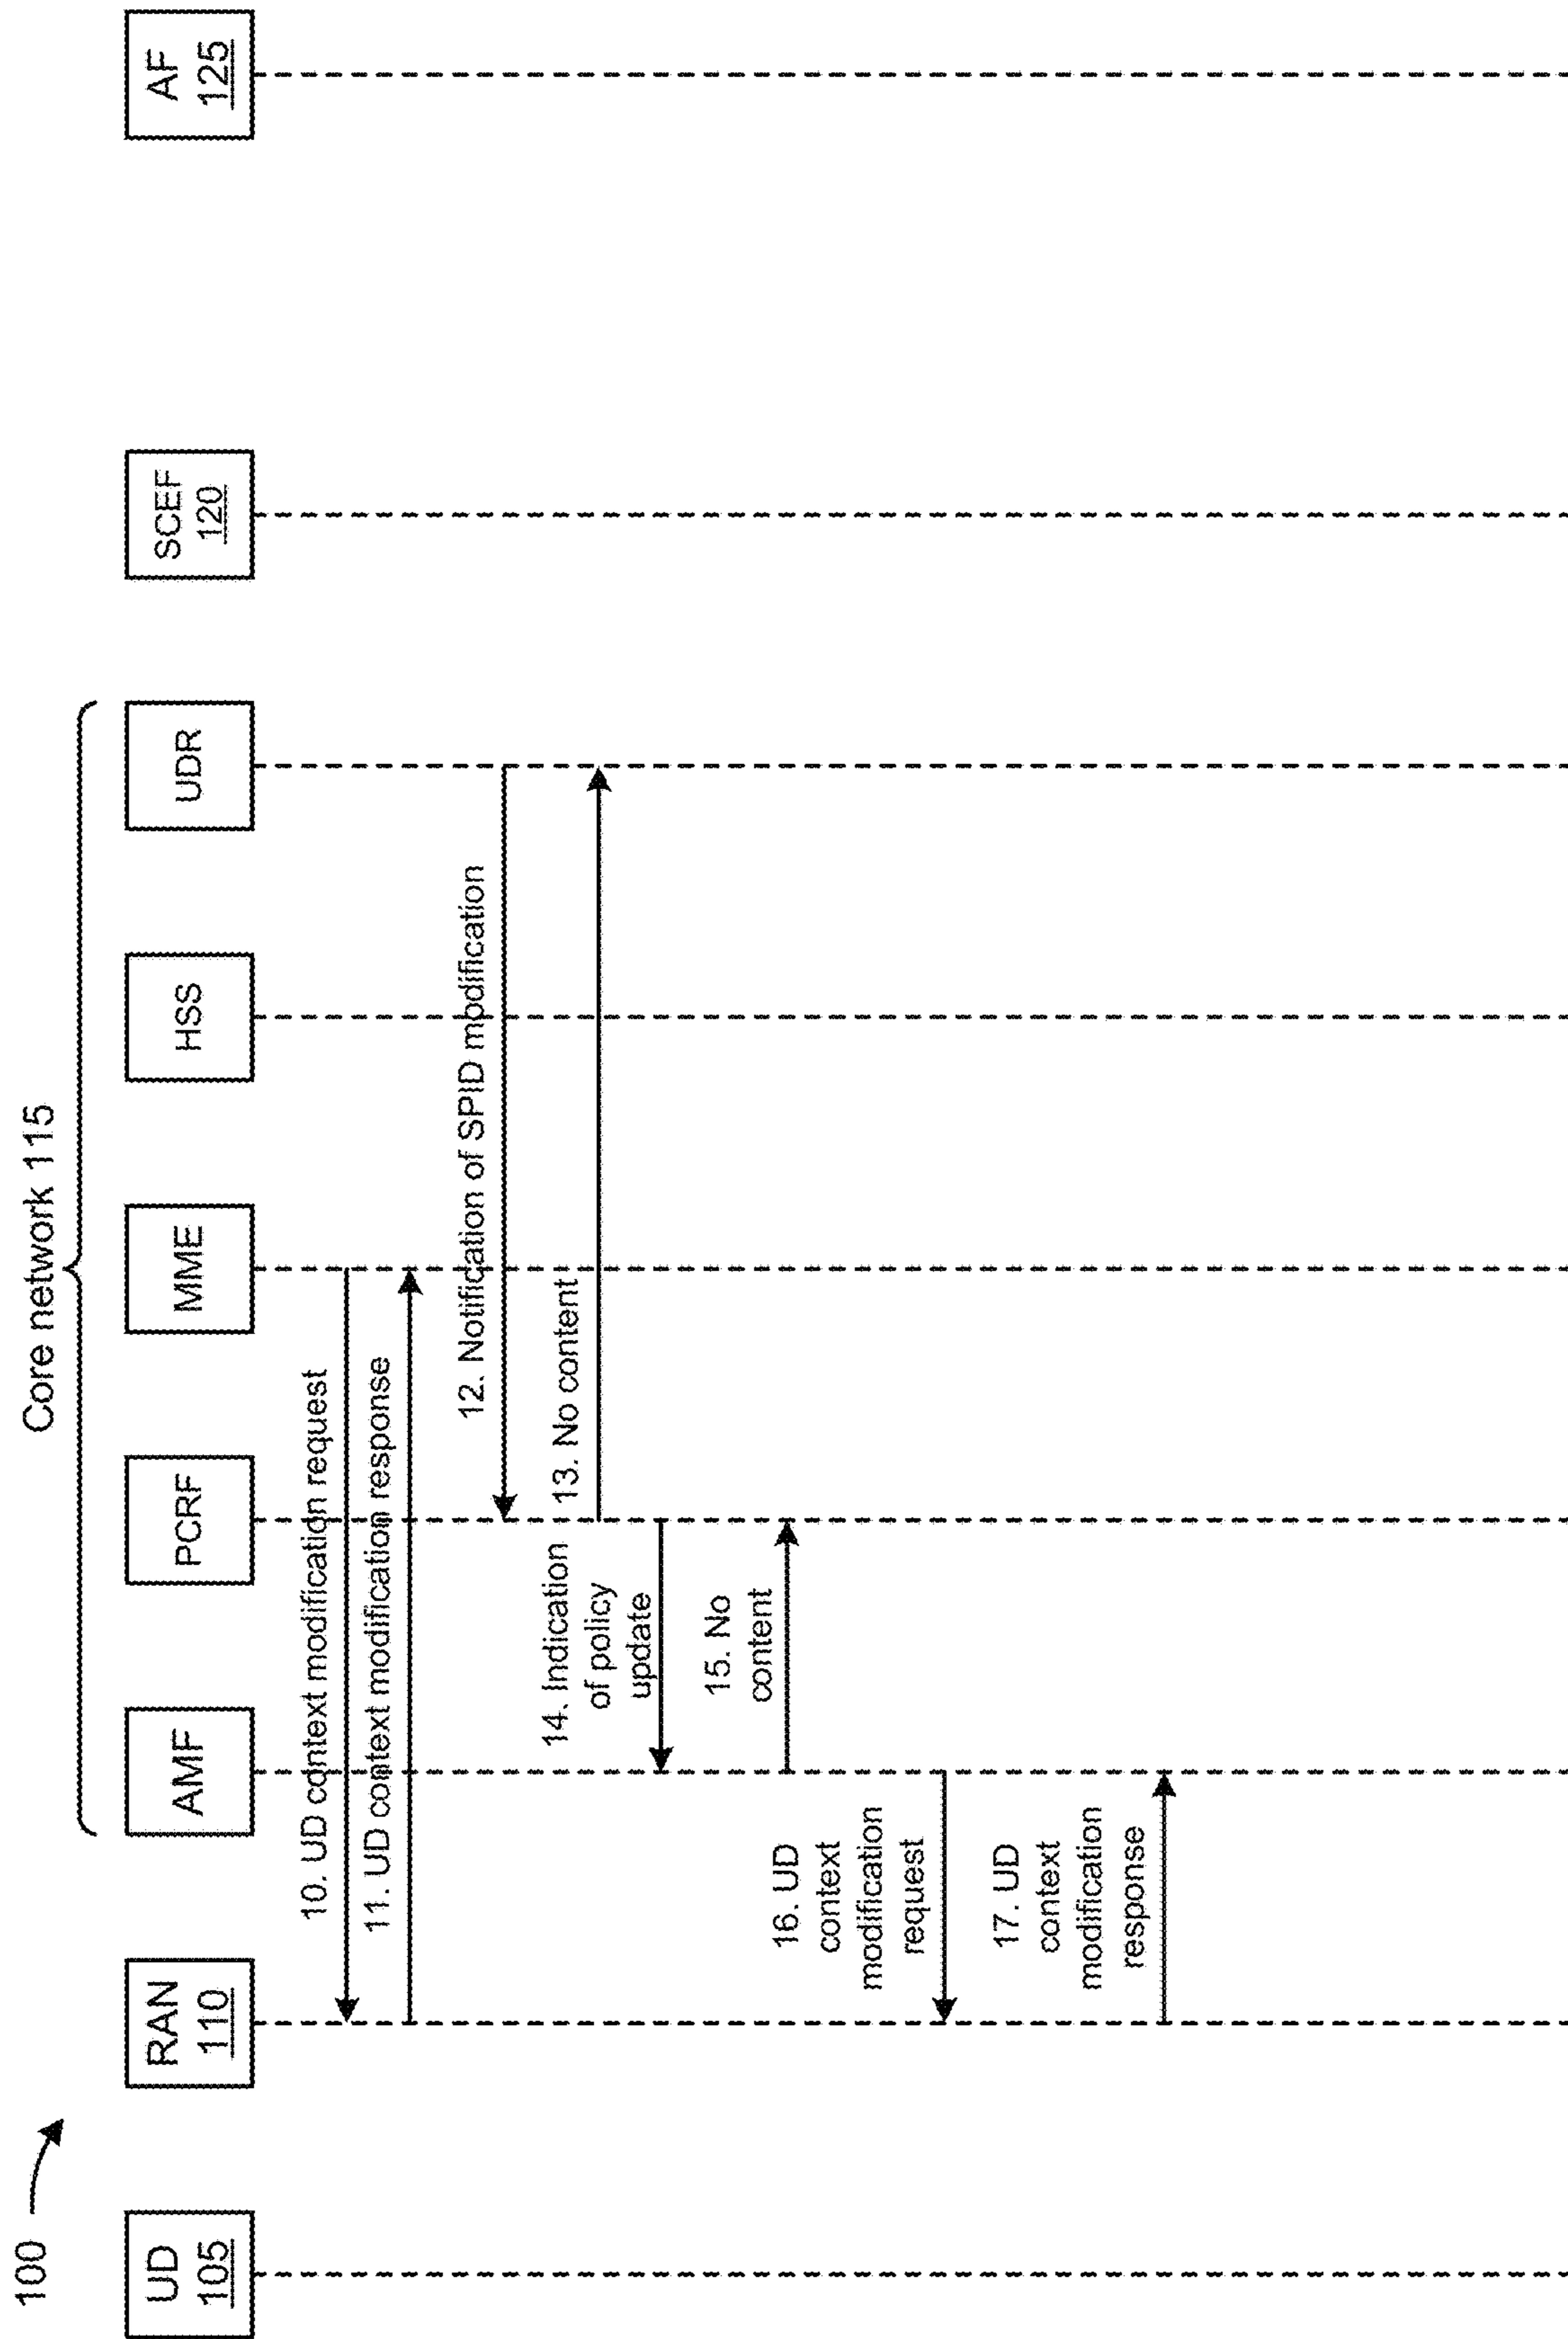 100
Core network 115
UD
105
RAN
110
AMF
PCRF
MME
HSS
UDR
SCEF
120
AF
125
10. UD context modification request
11. UD context modification response
12. Notification of SPID modification
13. No content
14. Indication
of policy
update
15. No
content
16. UD
context
modification
request
17. UD
context
modification
response